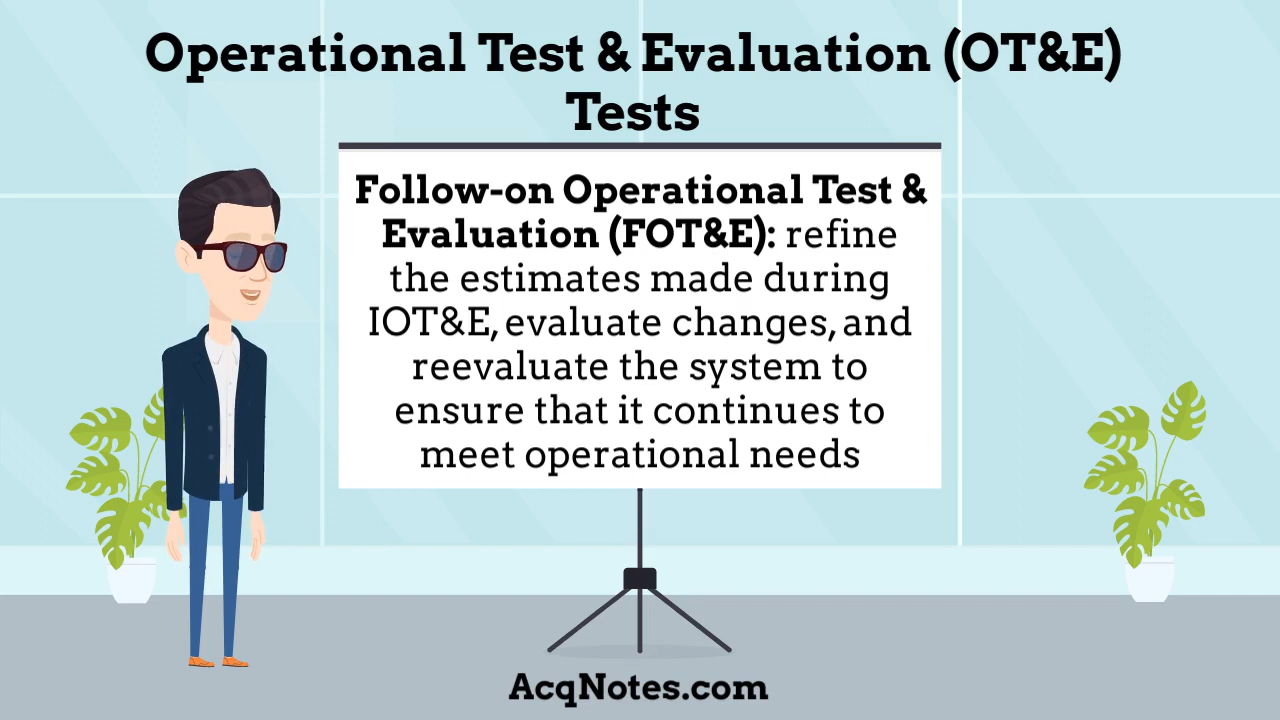 Operational Test & Evaluation (OT&E)
Tests
Follow-on Operational Test &
Evaluation (FOT&E): refine
the estimates made during
IOT&E, evaluate changes, and
reevaluate the system to
ensure that it continues to
meet operational needs
AcqNotes.com